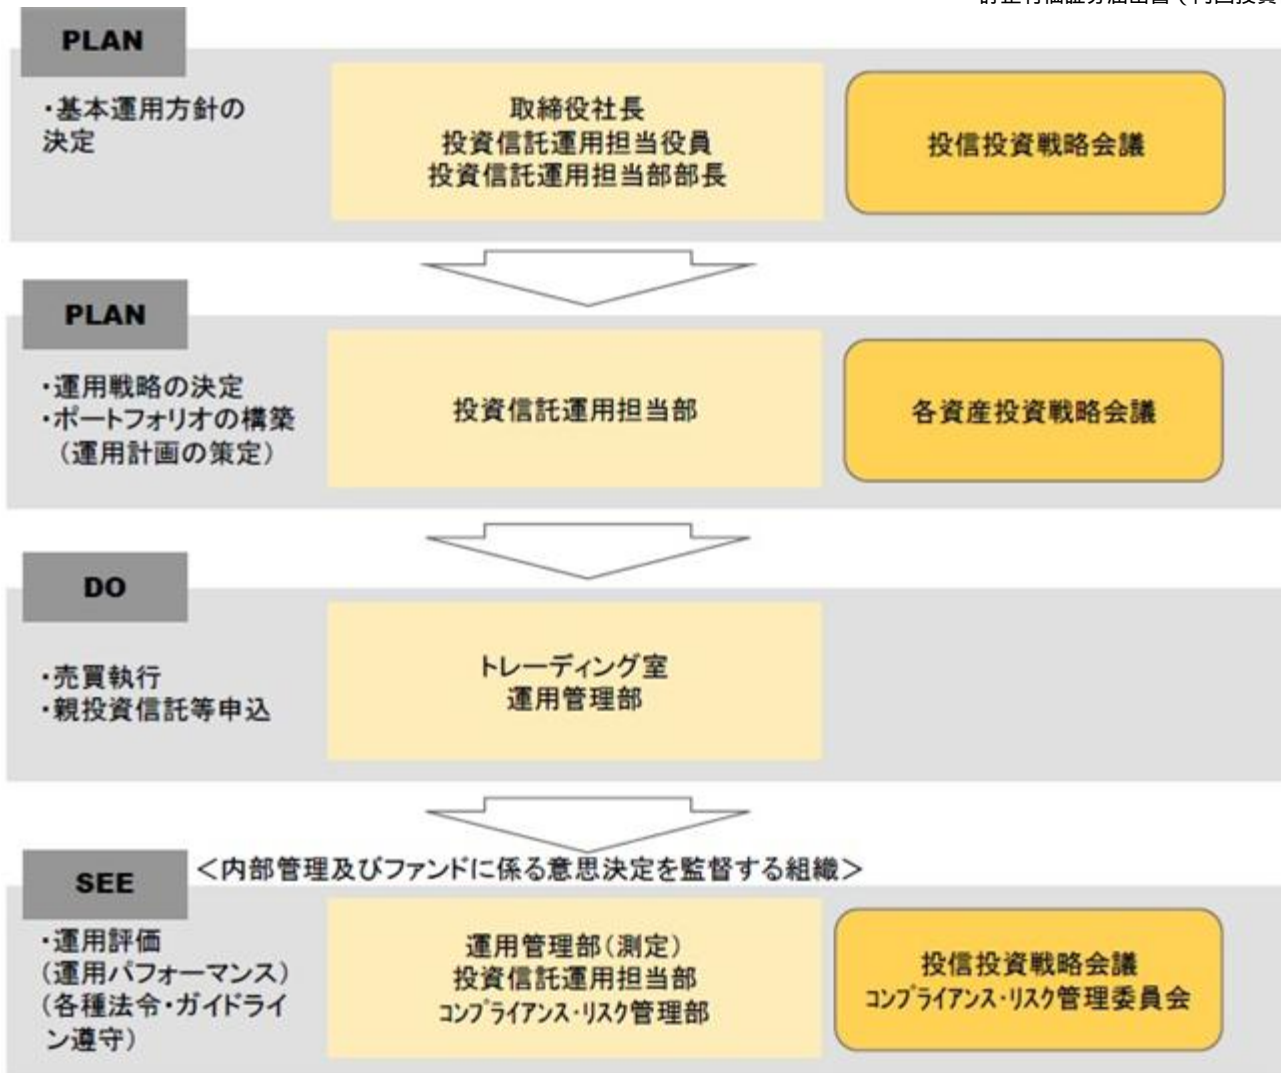 PLAN
・基本運用方針の
決定
取締役社長
投資信託運用担当役員
投資信託運用担当部部長
投信投資戦略会議
PLAN
・運用戦略の決定
・ポートフォリオの構築
（運用計画の策定）
投資信託運用担当部
各資産投資戦略会議
DO
・売買執行
・親投資信託等申込
トレーディング室
運用管理部
＜内部管理及びファンドに係る意思決定を監督する組織＞
SEE
・運用評価
(運用パフォーマンス)
(各種法令・ガイドライ
ン遵守)
運用管理部(測定)
投資信託運用担当部
ｺﾝﾌﾟﾗｲｱﾝｽ・ﾘｽｸ管理部
投信投資戦略会議
ｺﾝﾌﾟﾗｲｱﾝｽ・ﾘｽｸ管理委員会